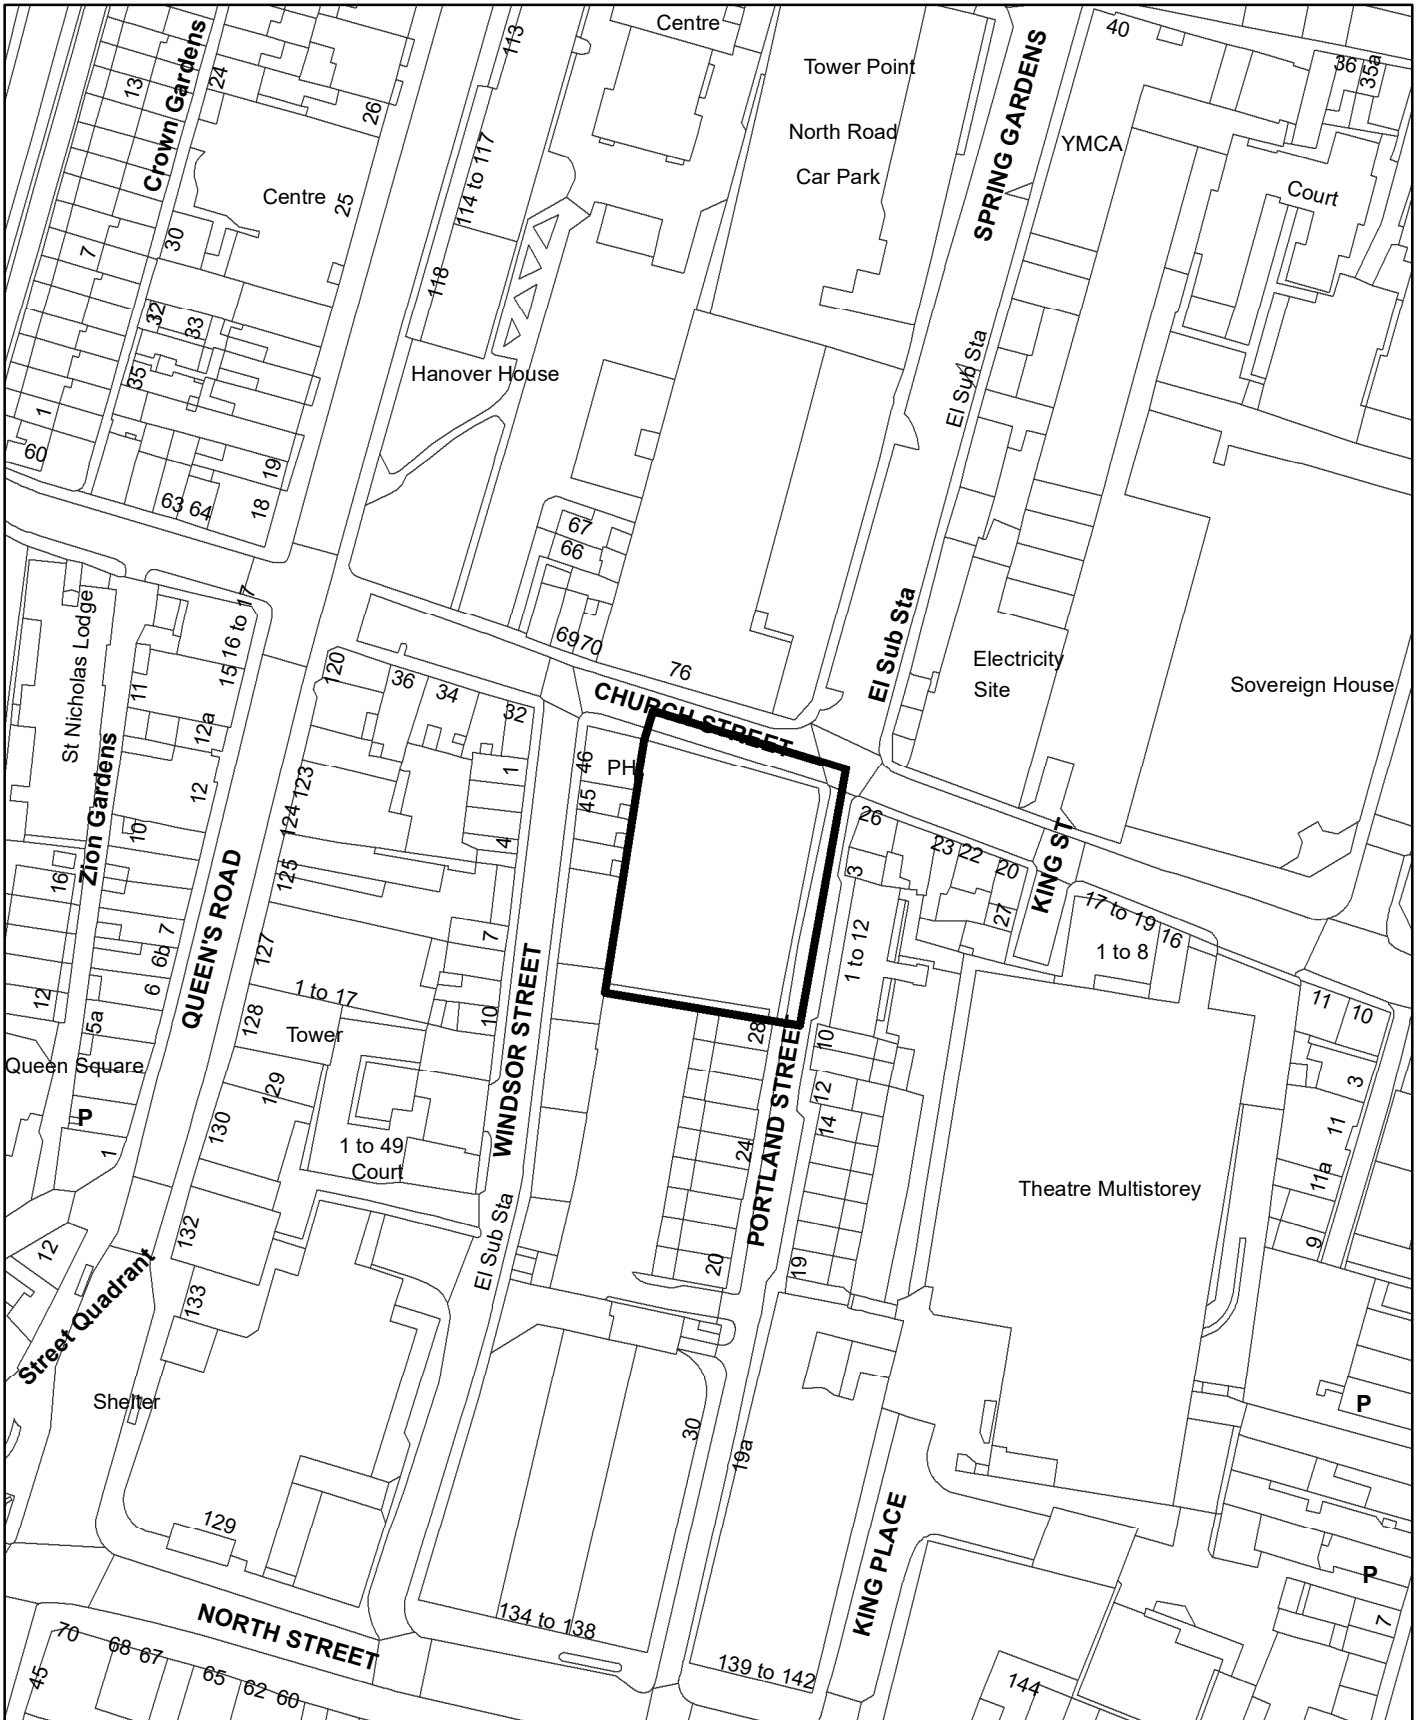 Centre
113
40
Tower Point
North Road
Car Park
SPRING GARDENS
36
35a
13
Crown Gardens
24
26
YMCA
114 to 117
Centre
25
Court
7
30
118
32
33
El Sub Sta
35
Hanover House
1
60
19
63
64
18
67
66
St Nicholas Lodge
16 to 17
El Sub Sta
69
70
76
120
36
34
32
CHURCH STREET
Electricity
Site
Sovereign House
15
11
12a
46
PH
1
45
123
12
124
10
4
26
23
22
20
KING ST
Zion Gardens
125
16
3
27
17 to 19
16
QUEEN'S ROAD
7
6b
127
7
1 to 12
1 to 8
6
12
1 to 17
WINDSOR STREET
11
10
5a
128
Tower
10
28
10
Queen Square
129
12
3
P
130
14
11
1
1 to 49
Court
24
PORTLAND STREET
11a
Theatre Multistorey
132
El Sub Sta
9
12
20
19
133
Street Quadrant
Shelter
30
19a
P
129
KING PLACE
P
NORTH STREET
134 to 138
7
70
68
67
65
62
60
45
139 to 142
144